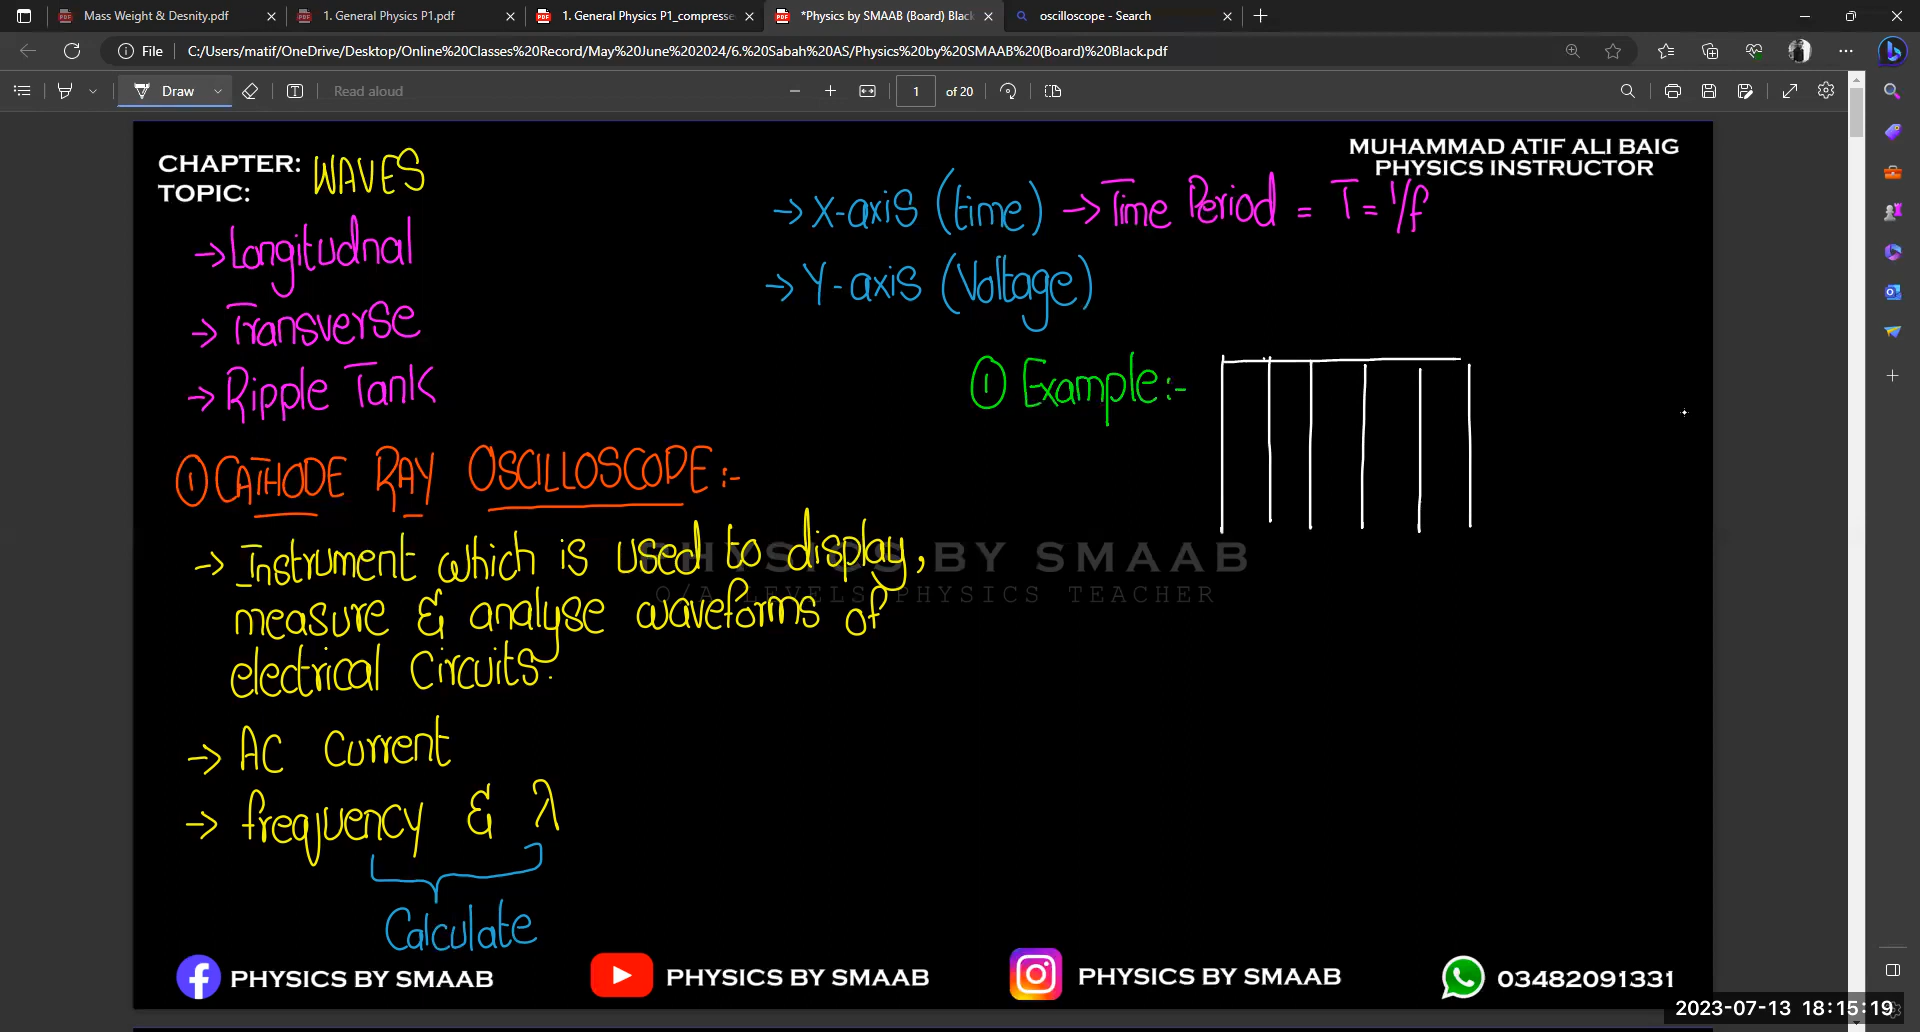 Mass Weight & Desnity.pdf
1. General Physics P1.pdf
1. General Physics P1_compresse
*Physics by SMAAB (Board) Black
oscilloscope - Search
File
C:/Users/matif/OneDrive/Desktop/Online%20Classes%20Record/May%20June%202024/6.%20Sabah%20AS/Physics%20by%20SMAAB%20(Board)%20Black.pdf
Draw
Read aloud
1 of 20
CHAPTER: WAVES
TOPIC:
MUHAMMAD ATIF ALI BAIG
PHYSICS INSTRUCTOR
→ Longitudnal
→ Transverse
→ Ripple Tank
→ X-axis (time) → Time Period = T = 1/f
→ Y-axis (Voltage)
① Example:-
① CATHODE RAY OSCILLOSCOPE:-
→ Instrument which is used to display,
measure & analyse waveforms of
electrical Circuits.
PHYSICS BY SMAAB
O/A LEVELS PHYSICS TEACHER
→ AC Current
→ frequency & λ
Calculate
PHYSICS BY SMAAB
PHYSICS BY SMAAB
PHYSICS BY SMAAB
03482091331
2023-07-13 18:15:19